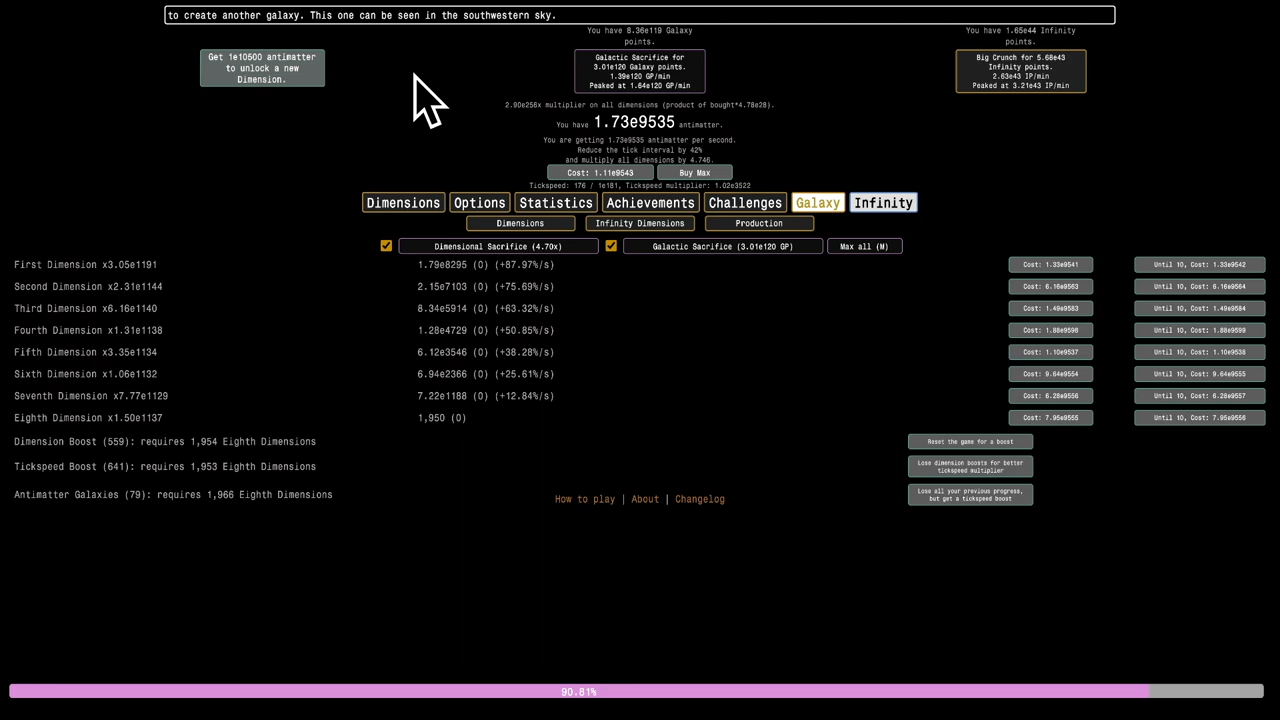 to create another galaxy. This one can be seen in the southwestern sky.
You have 8.36e119 Galaxy
points.
You have 1.65e44 Infinity
points.
Get 1e10500 antimatter
to unlock a new
Dimension.
Galactic Sacrifice for
3.01e120 Galaxy points.
1.39e120 GP/min
Peaked at 1.64e120 GP/min
Big Crunch for 5.68e43
Infinity points.
2.63e43 IP/min
Peaked at 3.21e43 IP/min
2.90e256x multiplier on all dimensions (product of bought*4.78e28).
You have 1.73e9535 antimatter.
You are getting 1.73e9535 antimatter per second.
Reduce the tick interval by 42%
and multiply all dimensions by 4.746.
Cost: 1.11e9543 Buy Max
Tickspeed: 176 / 1e181, Tickspeed multiplier: 1.02e3522
Dimensions Options Statistics Achievements Challenges Galaxy Infinity
Dimensions Infinity Dimensions Production
Dimensional Sacrifice (4.70x) Galactic Sacrifice (3.01e120 GP) Max all (M)
First Dimension x3.05e1191 1.79e8295 (0) (+87.97%/s) Cost: 1.33e9541 Until 10, Cost: 1.33e9542
Second Dimension x2.31e1144 2.15e7103 (0) (+75.69%/s) Cost: 6.16e9563 Until 10, Cost: 6.16e9564
Third Dimension x6.16e1140 8.34e5914 (0) (+63.32%/s) Cost: 1.49e9583 Until 10, Cost: 1.49e9584
Fourth Dimension x1.31e1138 1.28e4729 (0) (+50.85%/s) Cost: 1.88e9598 Until 10, Cost: 1.88e9599
Fifth Dimension x3.35e1134 6.12e3546 (0) (+38.28%/s) Cost: 1.10e9537 Until 10, Cost: 1.10e9538
Sixth Dimension x1.06e1132 6.94e2366 (0) (+25.61%/s) Cost: 9.64e9554 Until 10, Cost: 9.64e9555
Seventh Dimension x7.77e1129 7.22e1188 (0) (+12.84%/s) Cost: 6.28e9556 Until 10, Cost: 6.28e9557
Eighth Dimension x1.50e1137 1,950 (0) Cost: 7.95e9555 Until 10, Cost: 7.95e9556
Dimension Boost (559): requires 1,954 Eighth Dimensions Reset the game for a boost
Tickspeed Boost (641): requires 1,953 Eighth Dimensions
Lose dimension boosts for better
tickspeed multiplier
Antimatter Galaxies (79): requires 1,966 Eighth Dimensions
Lose all your previous progress,
but get a tickspeed boost
How to play | About | Changelog
90.81%